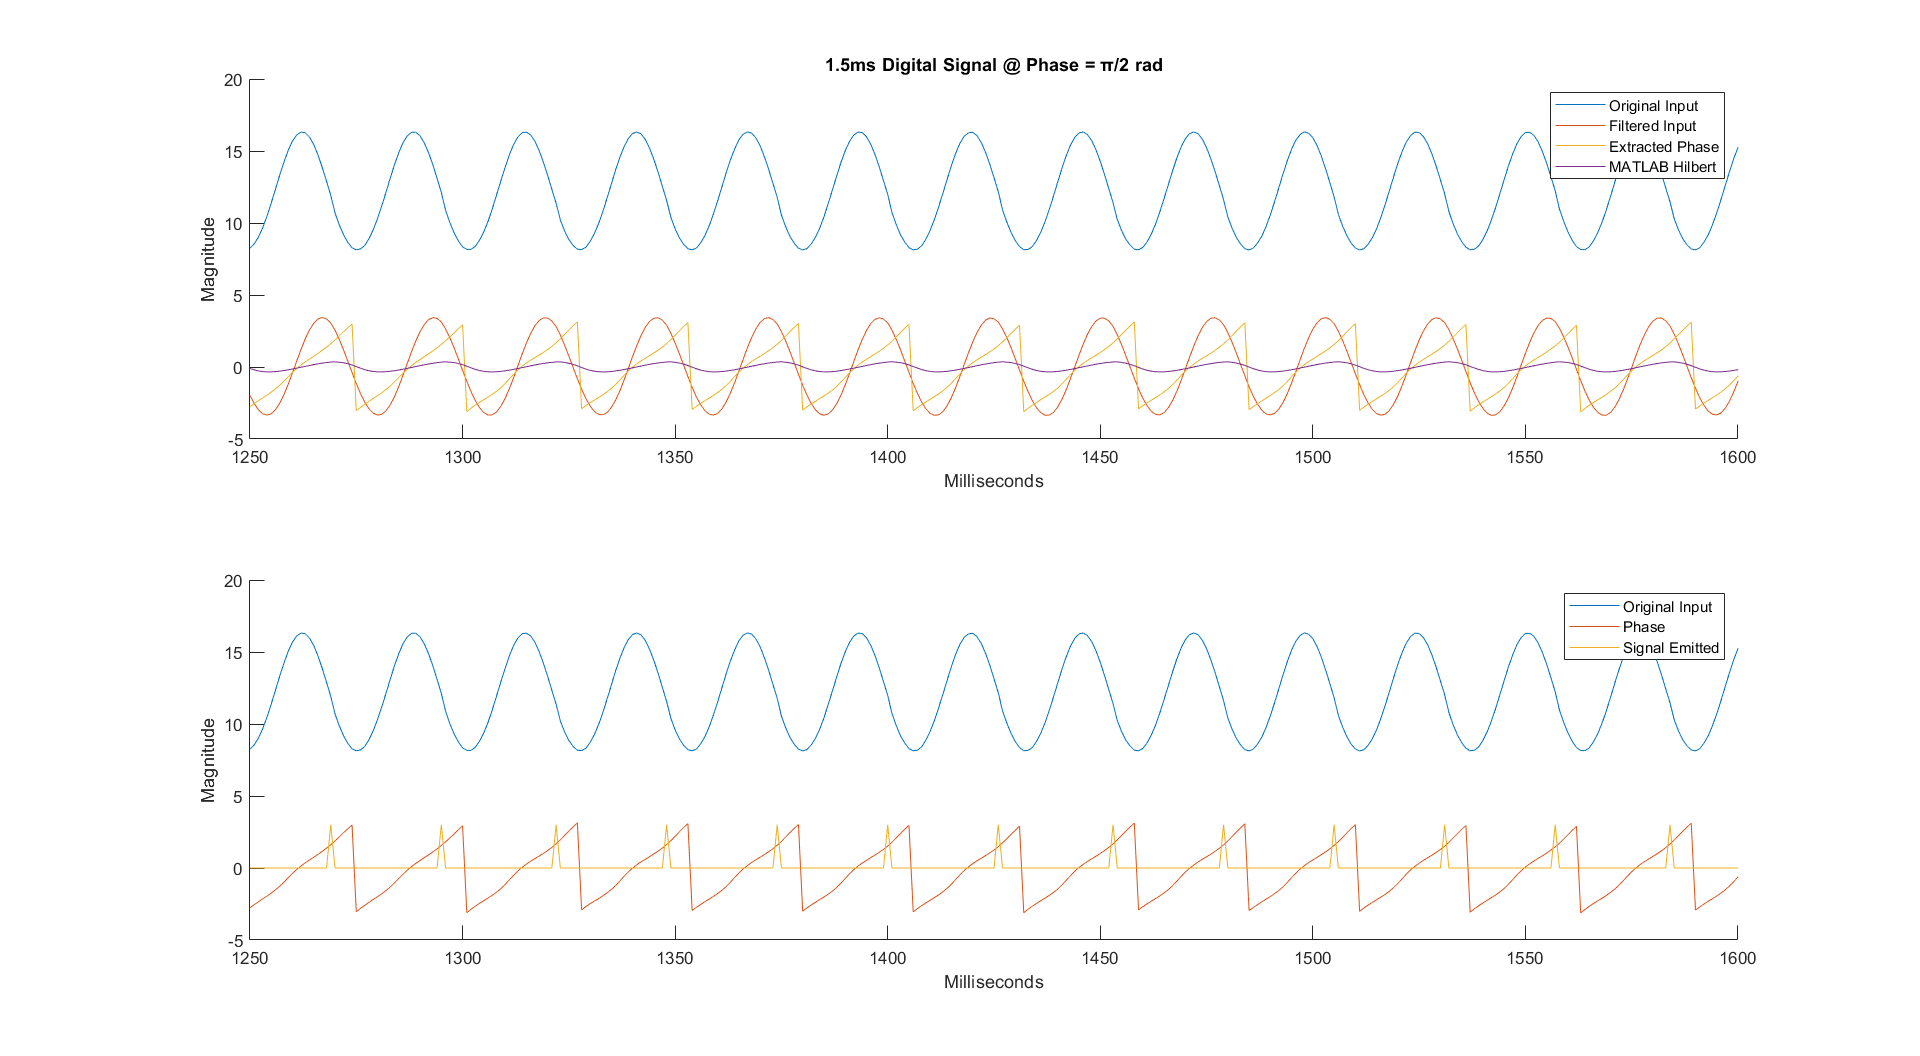 1.5ms Digital Signal @ Phase = π/2 rad
20
15
10
5
0
-5
Magnitude
Original Input
Filtered Input
Extracted Phase
MATLAB Hilbert
1250 1300 1350 1400 1450 1500 1550 1600
Milliseconds
20
15
10
5
0
-5
Magnitude
Original Input
Phase
Signal Emitted
1250 1300 1350 1400 1450 1500 1550 1600
Milliseconds